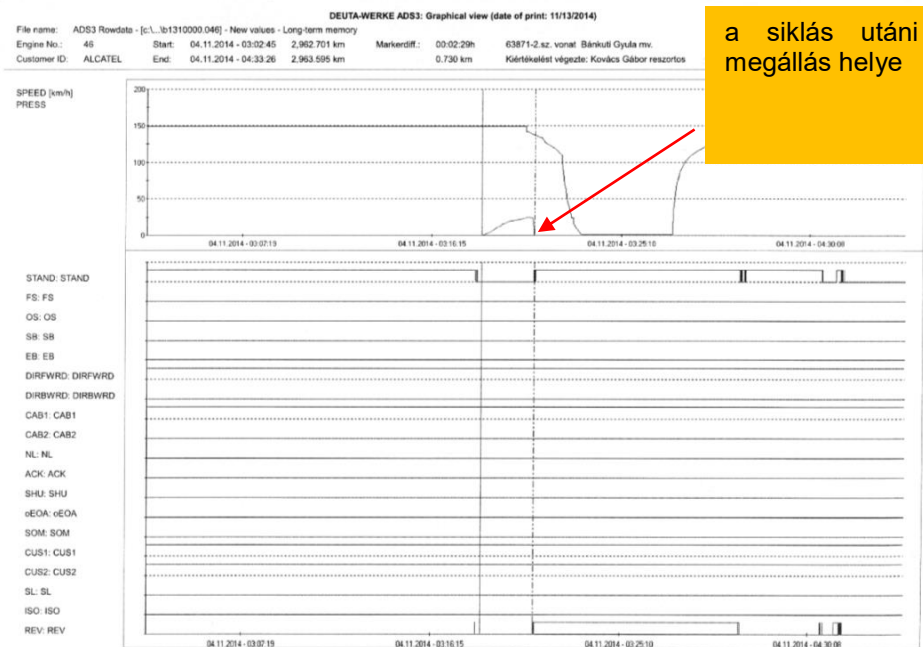 DEUTA-WERKE ADS3: Graphical view (date of print: 11/13/2014)
File name: ADS3 Rowdata - [c:\...\b1310000.046] - New values - Long-term memory
Engine No.: 46 Start: 04.11.2014 - 03:02:45 2,962.701 km Markerdiff.: 00:02:29h 63871-2.sz. vonat Bánkuti Gyula mv.
Customer ID: ALCATEL End: 04.11.2014 - 04:33.26 2,963.595 km 0.730 km Kiértékelést végezte: Kovács Gábor reszortos
a siklás utáni
megállás helye
SPEED [km/h]
PRESS
200
150
100
50
0
04.11.2014 - 03:07:19 04.11.2014 - 03:16:15 04.11.2014 - 03:25:10 04.11.2014 - 04:30:08
STAND: STAND
FS: FS
OS: OS
SB: SB
EB: EB
DIRFWRD: DIRFWRD
DIRBWRD: DIRBWRD
CAB1: CAB1
CAB2: CAB2
NL: NL
ACK: ACK
SHU: SHU
oEOA: oEOA
SOM: SOM
CUS1: CUS1
CUS2: CUS2
SL: SL
ISO: ISO
REV: REV
04.11.2014 - 03:07:19 04.11.2014 - 03:16:15 04.11.2014 - 03:25:10 04.11.2014 - 04:30:08